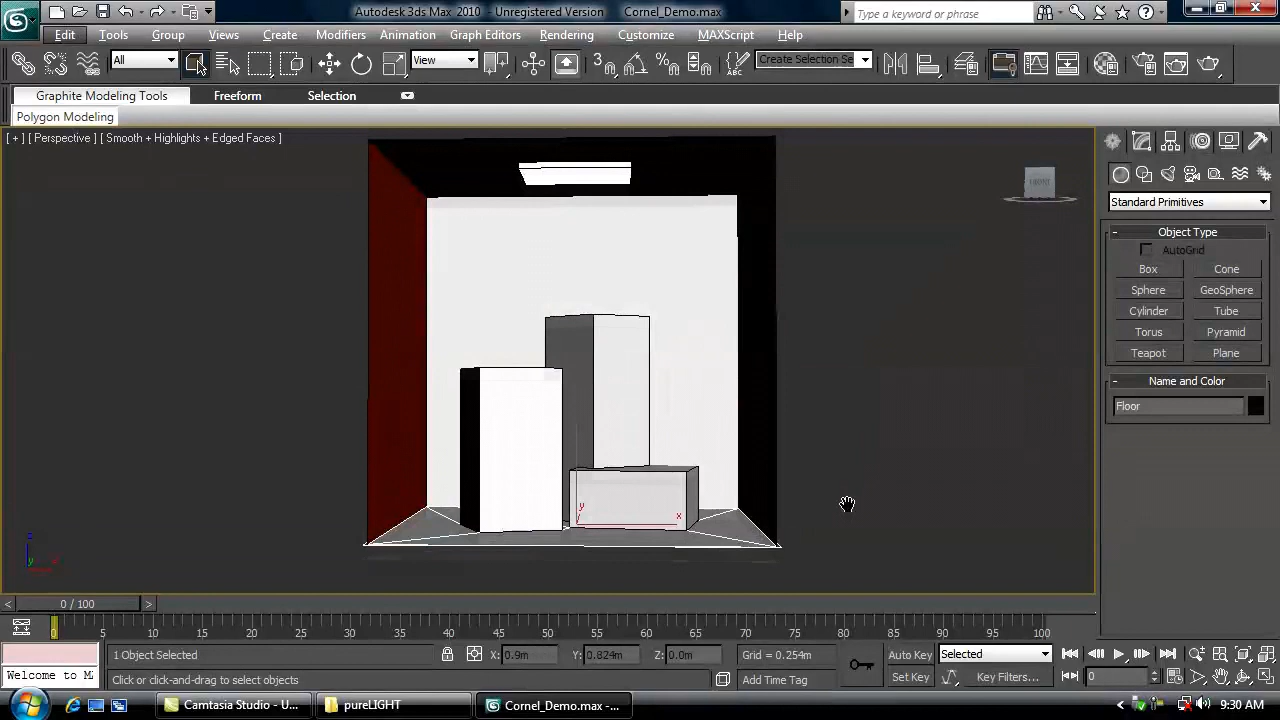 Autodesk 3ds Max 2010 - Unregistered Version Cornel_Demo.max
Type a keyword or phrase
Edit Tools Group Views Create Modifiers Animation Graph Editors Rendering Customize MAXScript Help
All View Create Selection Se
Graphite Modeling Tools Freeform Selection
Polygon Modeling
[ + ] [ Perspective ] [ Smooth + Highlights + Edged Faces ]
FRONT
Standard Primitives
- Object Type
AutoGrid
Box Cone
Sphere GeoSphere
Cylinder Tube
Torus Pyramid
Teapot Plane
- Name and Color
Floor
y
x
z
y
< 0 / 100 >
0 5 10 15 20 25 30 35 40 45 50 55 60 65 70 75 80 85 90 95 100
1 Object Selected X: 0.9m Y: 0.824m Z: 0.0m Grid = 0.254m Auto Key Selected
Welcome to M Click or click-and-drag to select objects Add Time Tag Set Key Key Filters... 0
Camtasia Studio - U... pureLIGHT Cornel_Demo.max -... 9:30 AM